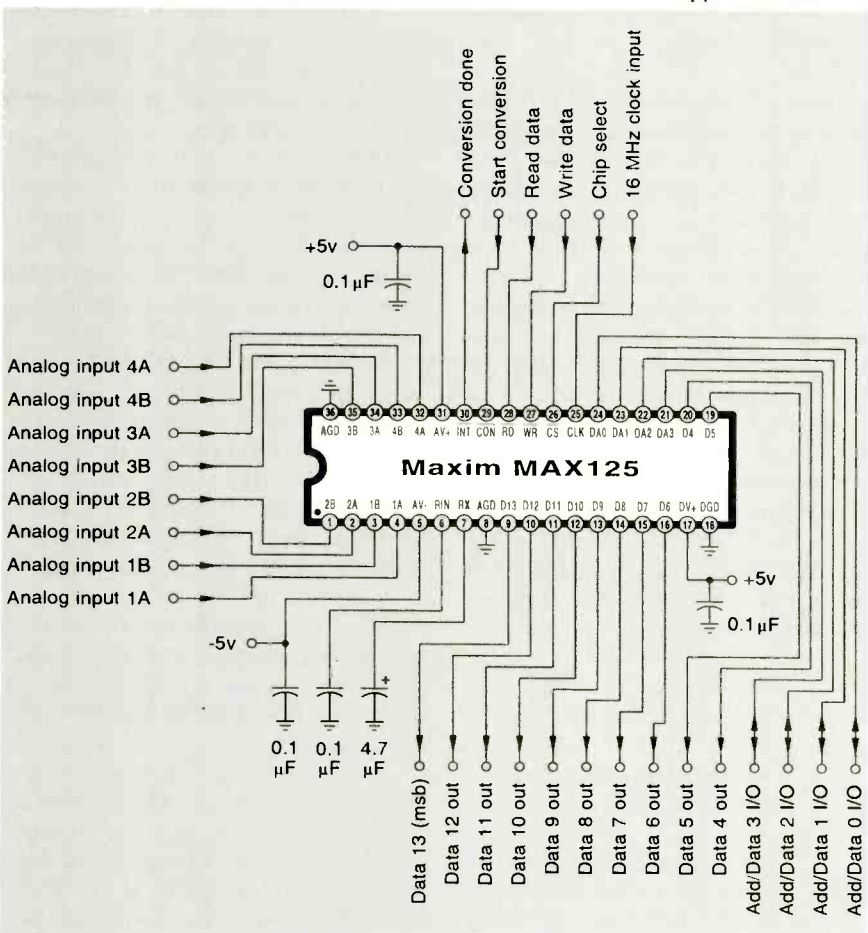 Conversion done
Start conversion
Read data
Write data
Chip select
16 MHz clock input
+5v
0.1 µF
Analog input 4A
Analog input 4B
Analog input 3A
Analog input 3B
Analog input 2B
Analog input 2A
Analog input 1B
Analog input 1A
36 35 34 33 32 31 30 29 28 27 26 25 24 23 22 21 20 19
AGD 3B 3A 4B 4A AV+ INT CON RD WR CS CLK DA0 DA1 DA2 DA3 D4 D5
Maxim MAX125
2B 2A 1B 1A AV- RIN RX AGD D13 D12 D11 D10 D9 D8 D7 D6 DV+ DGD
1 2 3 4 5 6 7 8 9 10 11 12 13 14 15 16 17 18
+5v
0.1 µF
-5v
+
0.1 µF
0.1 µF
4.7 µF
Data 13 (msb)
Data 12 out
Data 11 out
Data 10 out
Data 9 out
Data 8 out
Data 7 out
Data 6 out
Data 5 out
Data 4 out
Add/Data 3 I/O
Add/Data 2 I/O
Add/Data 1 I/O
Add/Data 0 I/O